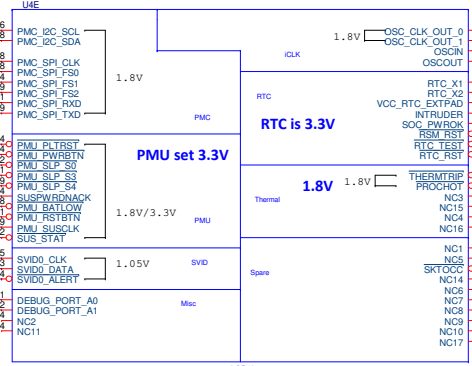 U4E
PMC_I2C_SCL
PMC_I2C_SDA
PMC_SPI_CLK
PMC_SPI_FS0
PMC_SPI_FS1
PMC_SPI_FS2
PMC_SPI_RXD
PMC_SPI_TXD
1.8V
PMC
PMU_PLTRST
PMU_PWRBTN
PMU_SLP_S0
PMU_SLP_S3
PMU_SLP_S4
SUSPWRDNACK
PMU_BATLOW
PMU_RSTBTN
PMU_SUSCLK
SUS_STAT
PMU set 3.3V
1.8V/3.3V
PMU
SVID0_CLK
SVID0_DATA
SVID0_ALERT
1.05V
SVID
DEBUG_PORT_A0
DEBUG_PORT_A1
NC2
NC11
Misc
1.8V
OSC_CLK_OUT_0
OSC_CLK_OUT_1
OSCIN
OSCOUT
iCLK
RTC
RTC is 3.3V
RTC_X1
RTC_X2
VCC_RTC_EXTPAD
INTRUDER
SOC_PWROK
RSM_RST
RTC_TEST
RTC_RST
1.8V
1.8V
Thermal
THERMTRIP
PROCHOT
NC3
NC15
NC4
NC16
Spare
NC1
NC5
SKTOCC
NC14
NC6
NC7
NC8
NC9
NC10
NC17